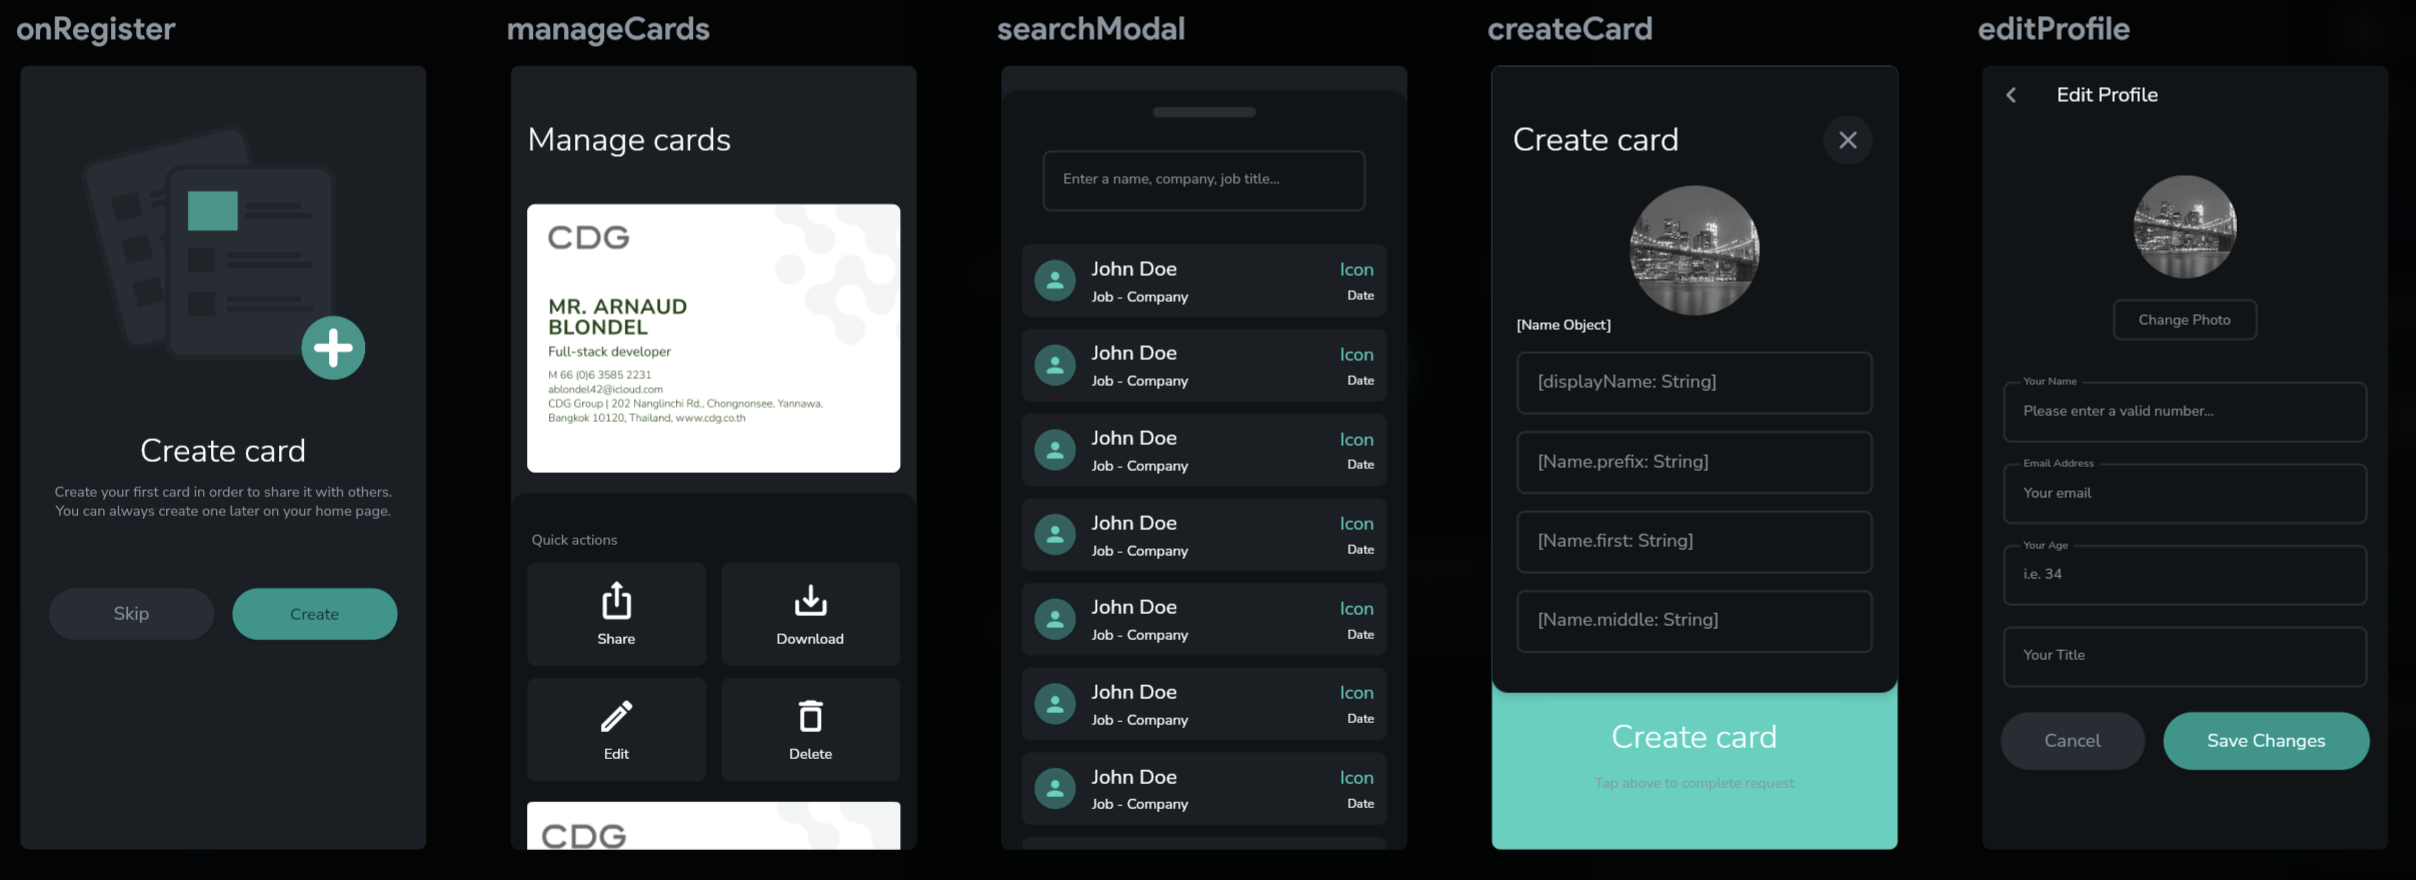 onRegister
Create card
Create your first card in order to share it with others.
You can always create one later on your home page.
Skip
Create
manageCards
Manage cards
CDG
MR. ARNAUD
BLONDEL
Full-stack developer
M 66 (0)6 3585 2231
ablondel42@icloud.com
CDG Group | 202 Nanglinchi Rd., Chongnonsee, Yannawa,
Bangkok 10120, Thailand, www.cdg.co.th
Quick actions
Share
Download
Edit
Delete
CDG
searchModal
Enter a name, company, job title...
John Doe
Icon
Job - Company
Date
John Doe
Icon
Job - Company
Date
John Doe
Icon
Job - Company
Date
John Doe
Icon
Job - Company
Date
John Doe
Icon
Job - Company
Date
John Doe
Icon
Job - Company
Date
John Doe
Icon
Job - Company
Date
createCard
Create card
[Name Object]
[displayName: String]
[Name.prefix: String]
[Name.first: String]
[Name.middle: String]
Create card
Tap above to complete request
editProfile
Edit Profile
Change Photo
Your Name
Please enter a valid number...
Email Address
Your email
Your Age
i.e. 34
Your Title
Cancel
Save Changes